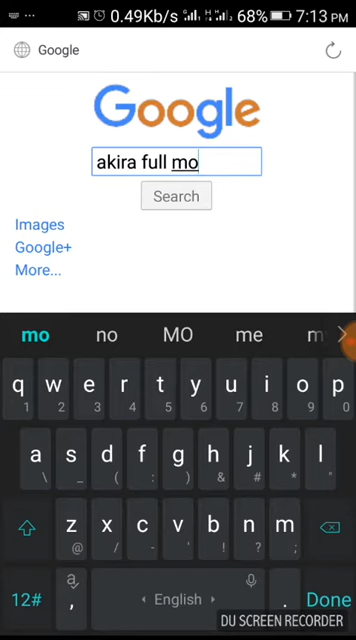 0.49Kb/s 68% 7:13 PM
Google
Google
akira full mo
Search
Images
Google+
More...
mo no MO me
q w e r t y u i o p
1 2 3 4 5 6 7 8 9 0
a s d f g h j k l
\ _ ( : ) & # * "
z x c v b n m
@ / - ' ! ? ;
12# , English . Done
DU SCREEN RECORDER